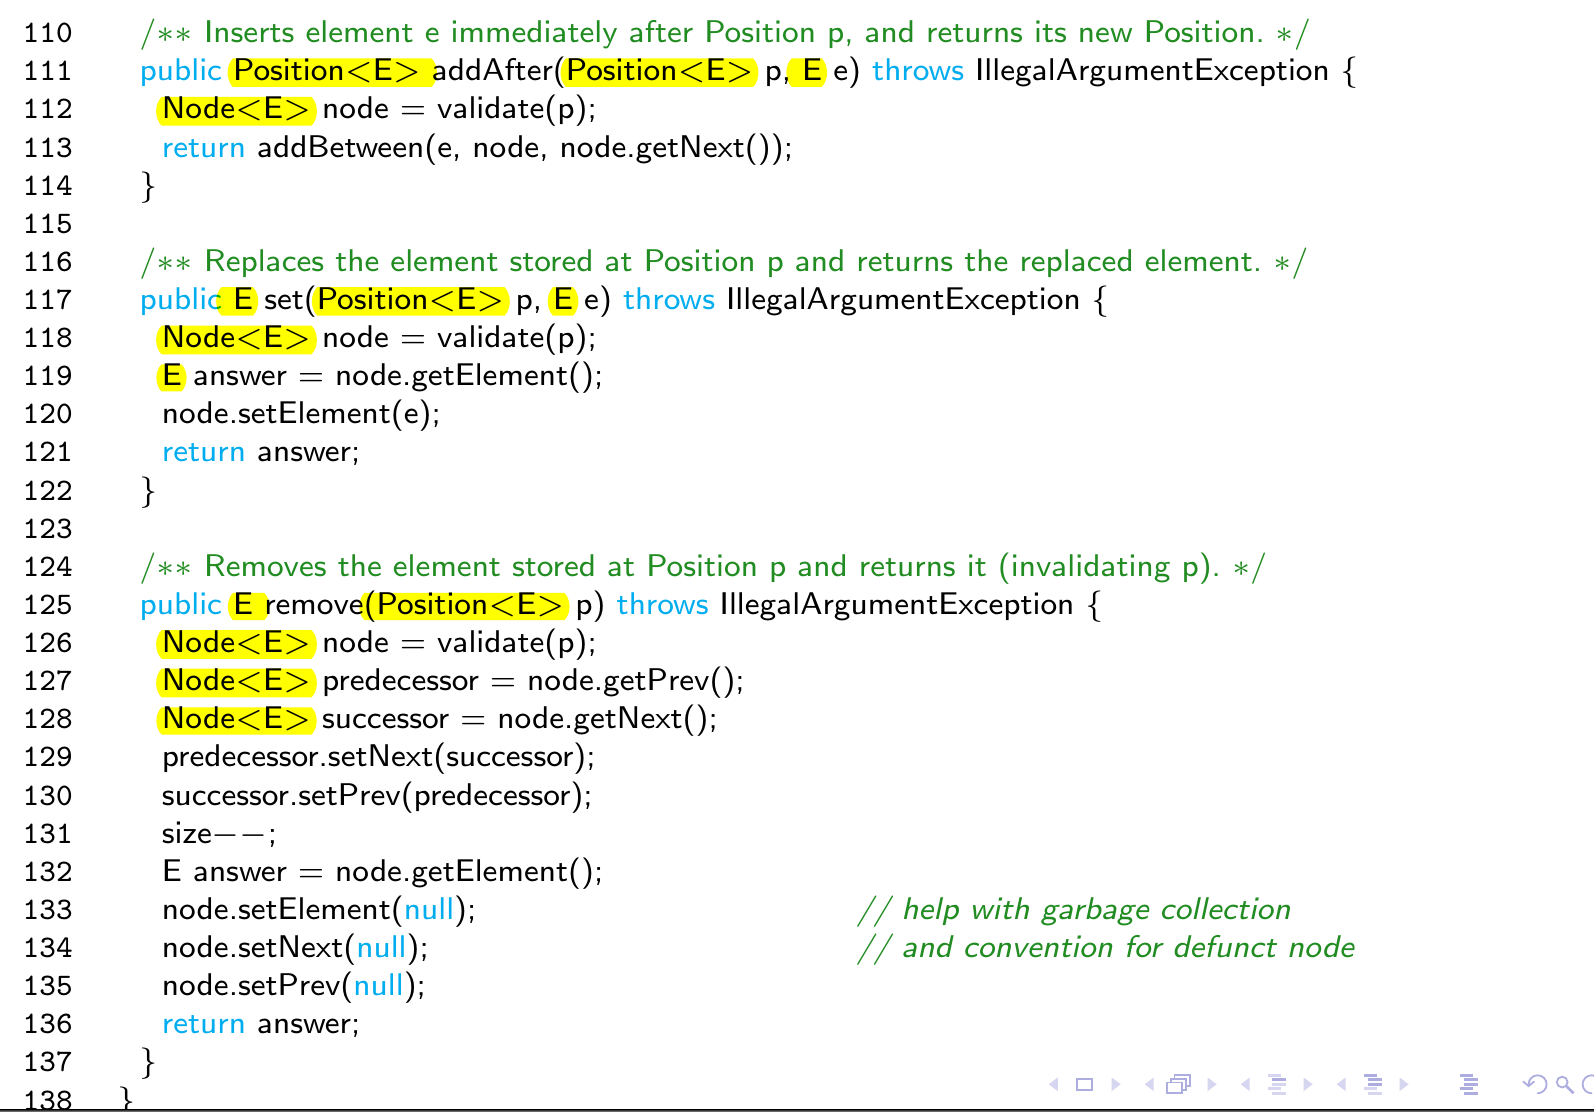 110 /** Inserts element e immediately after Position p, and returns its new Position. */
111 public Position<E> addAfter(Position<E> p, E e) throws IllegalArgumentException {
112 Node<E> node = validate(p);
113 return addBetween(e, node, node.getNext());
114 }
115
116 /** Replaces the element stored at Position p and returns the replaced element. */
117 public E set(Position<E> p, E e) throws IllegalArgumentException {
118 Node<E> node = validate(p);
119 E answer = node.getElement();
120 node.setElement(e);
121 return answer;
122 }
123
124 /** Removes the element stored at Position p and returns it (invalidating p). */
125 public E remove(Position<E> p) throws IllegalArgumentException {
126 Node<E> node = validate(p);
127 Node<E> predecessor = node.getPrev();
128 Node<E> successor = node.getNext();
129 predecessor.setNext(successor);
130 successor.setPrev(predecessor);
131 size−−;
132 E answer = node.getElement();
133 node.setElement(null); // help with garbage collection
134 node.setNext(null); // and convention for defunct node
135 node.setPrev(null);
136 return answer;
137 }
138 }